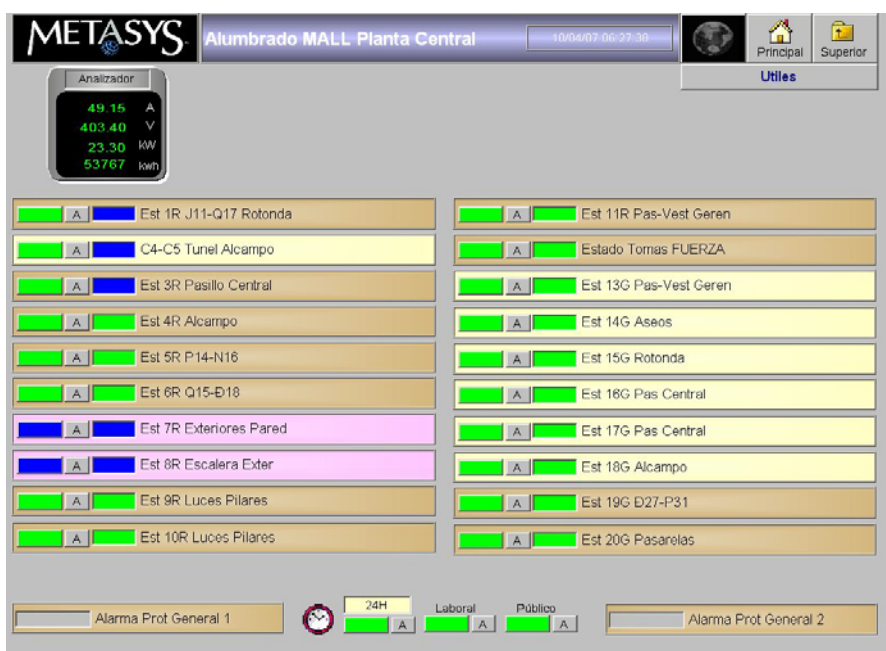 METASYS
Alumbrado MALL Planta Central
10/04/07 06:27:38
Principal
Superior
Utiles
Analizador
49.15 A
403.40 V
23.30 kW
53767 kwh
A Est 1R J11-Q17 Rotonda
A C4-C5 Tunel Alcampo
A Est 3R Pasillo Central
A Est 4R Alcampo
A Est 5R P14-N16
A Est 6R Q15-Ð18
A Est 7R Exteriores Pared
A Est 8R Escalera Exter
A Est 9R Luces Pilares
A Est 10R Luces Pilares
A Est 11R Pas-Vest Geren
A Estado Tomas FUERZA
A Est 13G Pas-Vest Geren
A Est 14G Aseos
A Est 15G Rotonda
A Est 16G Pas Central
A Est 17G Pas Central
A Est 18G Alcampo
A Est 19G Ð27-P31
A Est 20G Pasarelas
Alarma Prot General 1
24H
A
Laboral
A
Público
A
Alarma Prot General 2